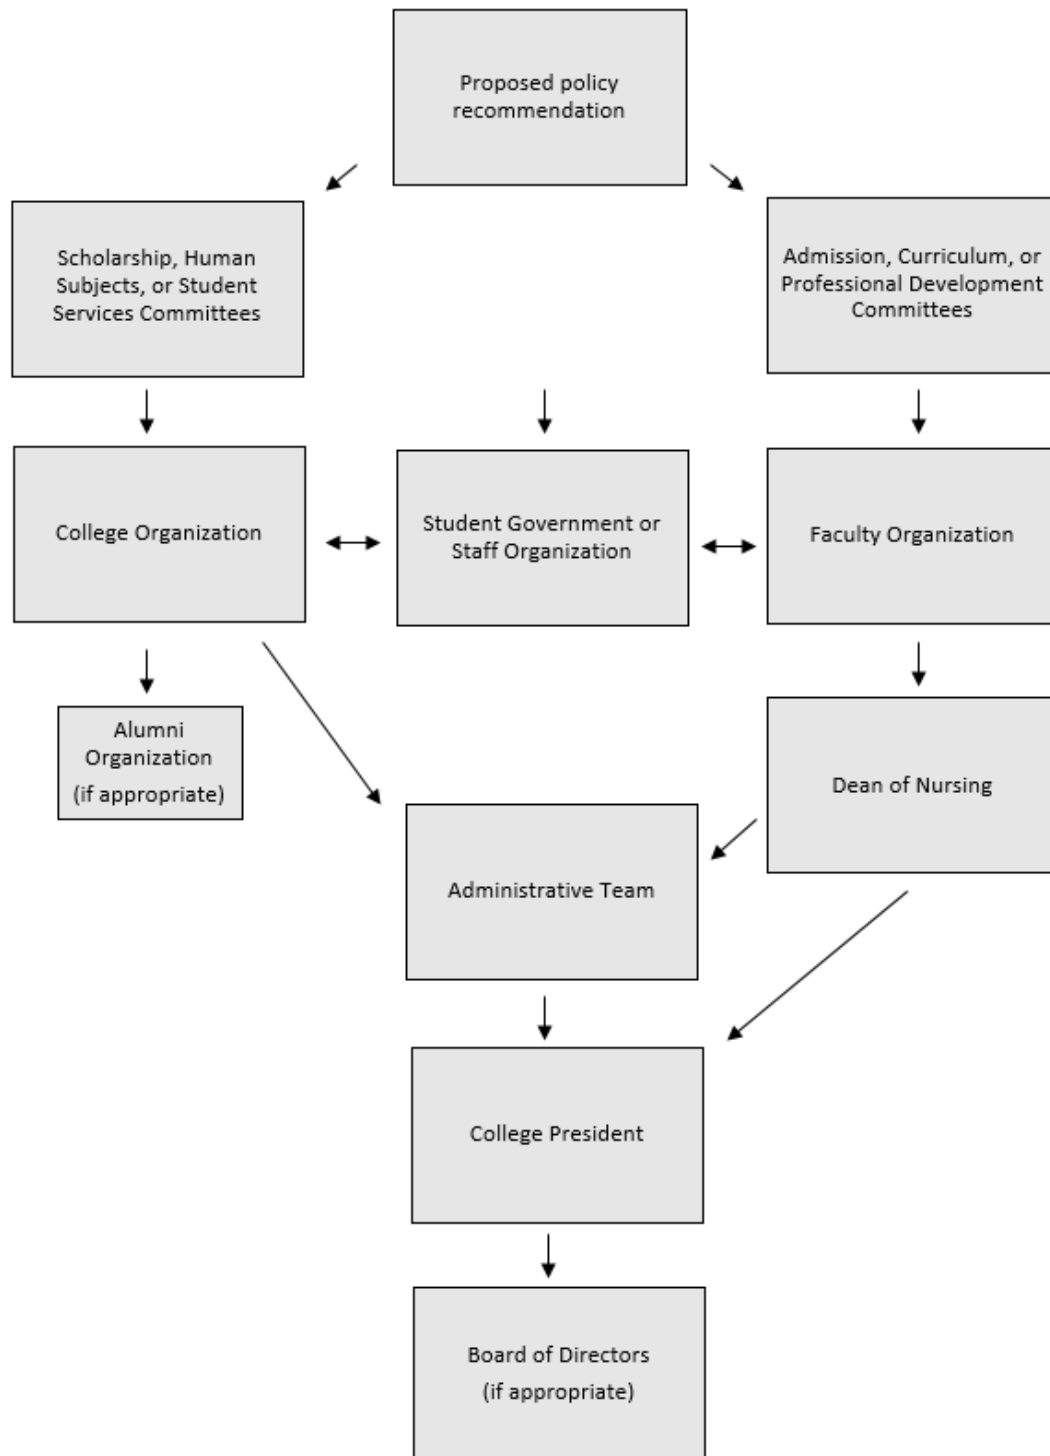 Proposed policy
recommendation
Scholarship, Human
Subjects, or Student
Services Committees
Admission, Curriculum, or
Professional Development
Committees
College Organization
Student Government or
Staff Organization
Faculty Organization
Alumni
Organization
(if appropriate)
Dean of Nursing
Administrative Team
College President
Board of Directors
(if appropriate)